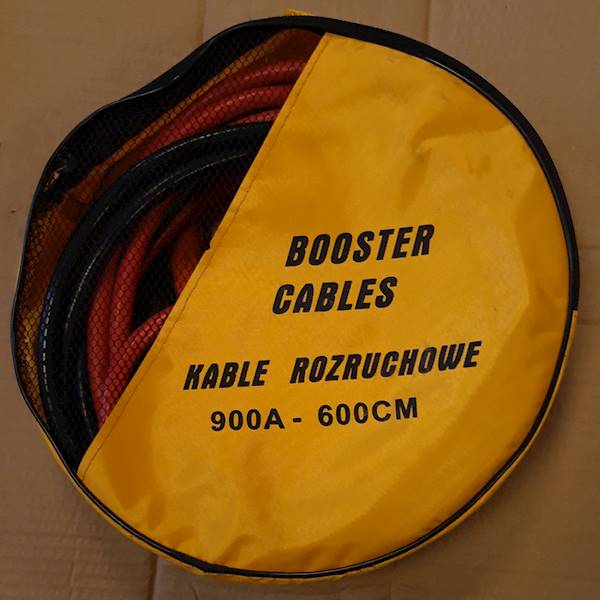 BOOSTER
CABLES
KABLE ROZRUCHOWE
900A - 600CM